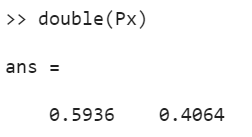 >> double(Px)
ans =
0.5936    0.4064